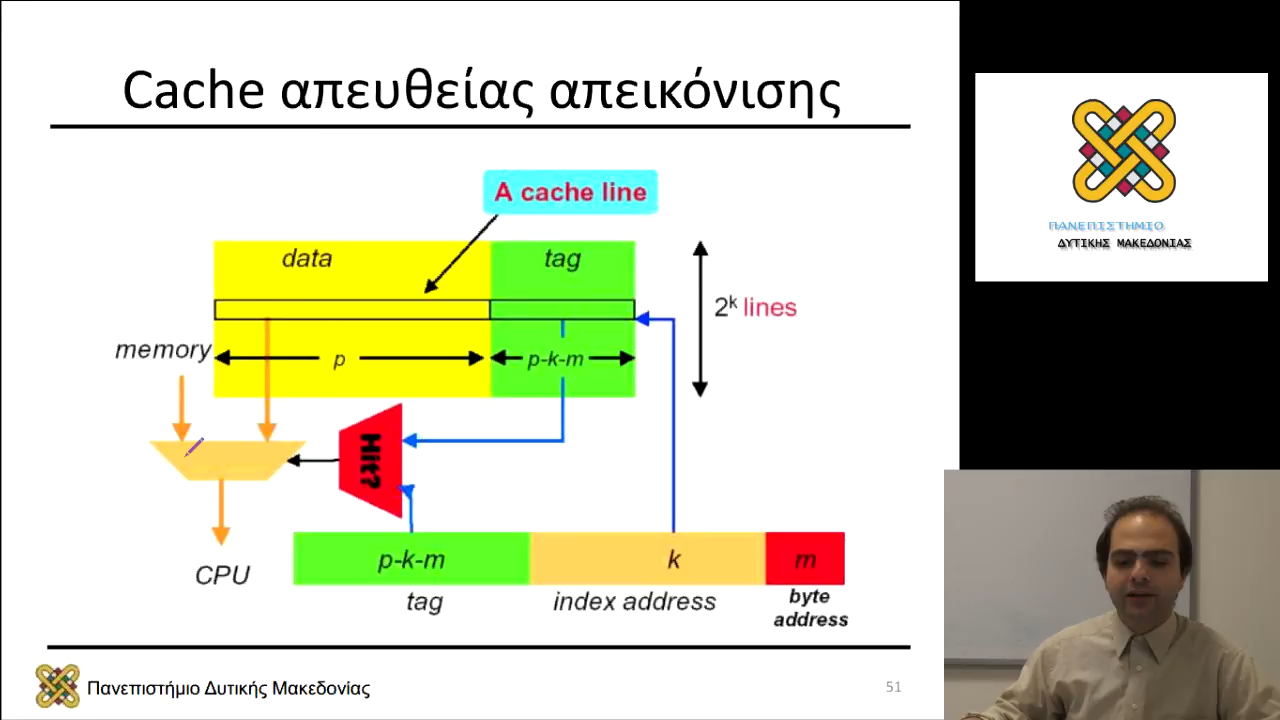 Cache απευθείας απεικόνισης
A cache line
data
tag
2ᵏ lines
memory
p
p-k-m
Hit?
p-k-m
k
m
CPU
tag
index address
byte
address
Πανεπιστήμιο Δυτικής Μακεδονίας
51
ΠΑΝΕΠΙΣΤΗΜΙΟ
ΔΥΤΙΚΗΣ ΜΑΚΕΔΟΝΙΑΣ